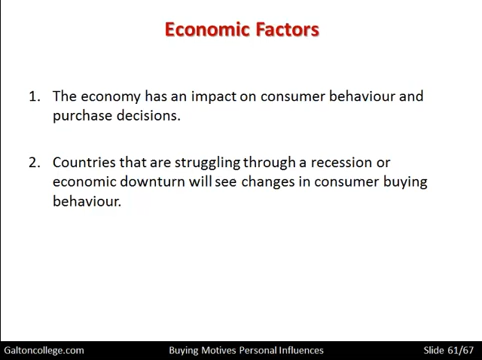 Economic Factors
1. The economy has an impact on consumer behaviour and
purchase decisions.
2. Countries that are struggling through a recession or
economic downturn will see changes in consumer buying
behaviour.
Galtoncollege.com Buying Motives Personal Influences Slide 61/67